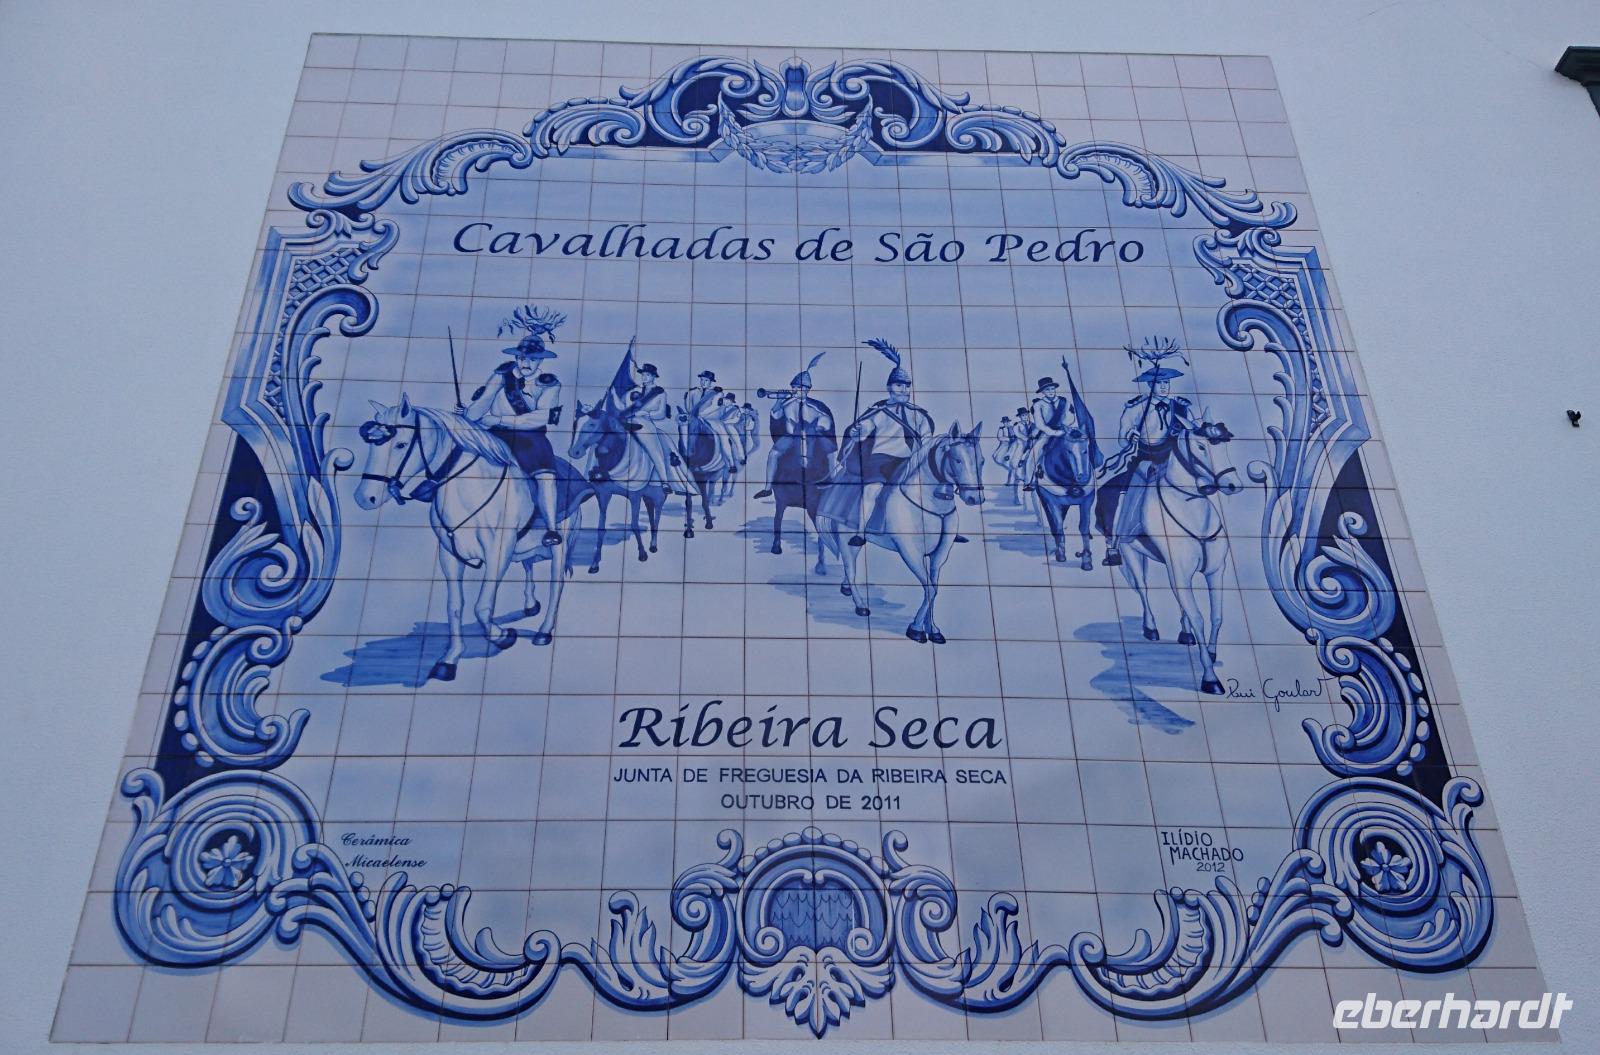 Cavalhadas de São Pedro
Rui Goulart
Ribeira Seca
JUNTA DE FREGUESIA DA RIBEIRA SECA
OUTUBRO DE 2011
Cerâmica
Micaelense
ILÍDIO
MACHADO
2012
eberhardt